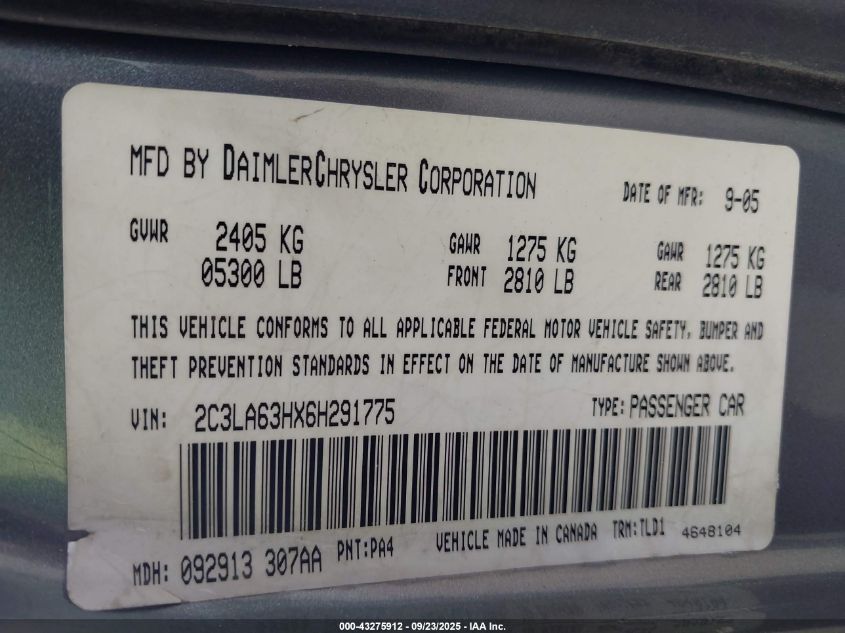 MFD BY DAIMLERCHRYSLER CORPORATION DATE OF MFR: 9-05
GVWR 2405 KG GAWR 1275 KG GAWR 1275 KG
05300 LB FRONT 2810 LB REAR 2810 LB
THIS VEHICLE CONFORMS TO ALL APPLICABLE FEDERAL MOTOR VEHICLE SAFETY, BUMPER AND
THEFT PREVENTION STANDARDS IN EFFECT ON THE DATE OF MANUFACTURE SHOWN ABOVE.
VIN: 2C3LA63HX6H291775 TYPE: PASSENGER CAR
MDH: 092913 307AA PNT:PA4 VEHICLE MADE IN CANADA TRM:TLD1 4648104
000-43275912 - 09/23/2025 - IAA Inc.